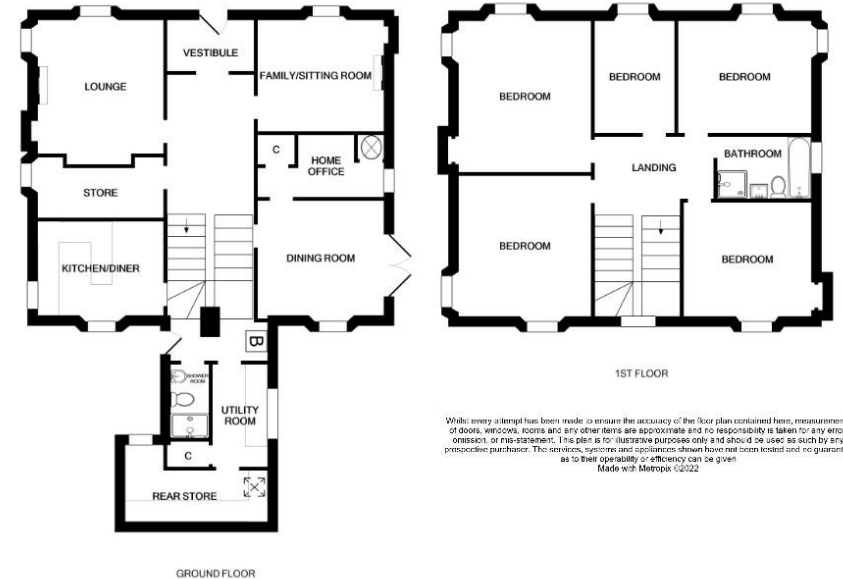 LOUNGE
VESTIBULE
FAMILY/SITTING ROOM
C
HOME
OFFICE
STORE
KITCHEN/DINER
DINING ROOM
B
SHOWER
ROOM
UTILITY
ROOM
C
REAR STORE
GROUND FLOOR
BEDROOM
BEDROOM
BEDROOM
LANDING
BATHROOM
BEDROOM
BEDROOM
1ST FLOOR
Whilst every attempt has been made to ensure the accuracy of the floor plan contained here, measuremen
of doors, windows, rooms and any other items are approximate and no responsibility is taken for any erro
omission, or mis-statement. This plan is for illustrative purposes only and should be used as such by any
prospective purchaser. The services, systems and appliances shown have not been tested and no guarant
as to their operability or efficiency can be given
Made with Metropix ©2022